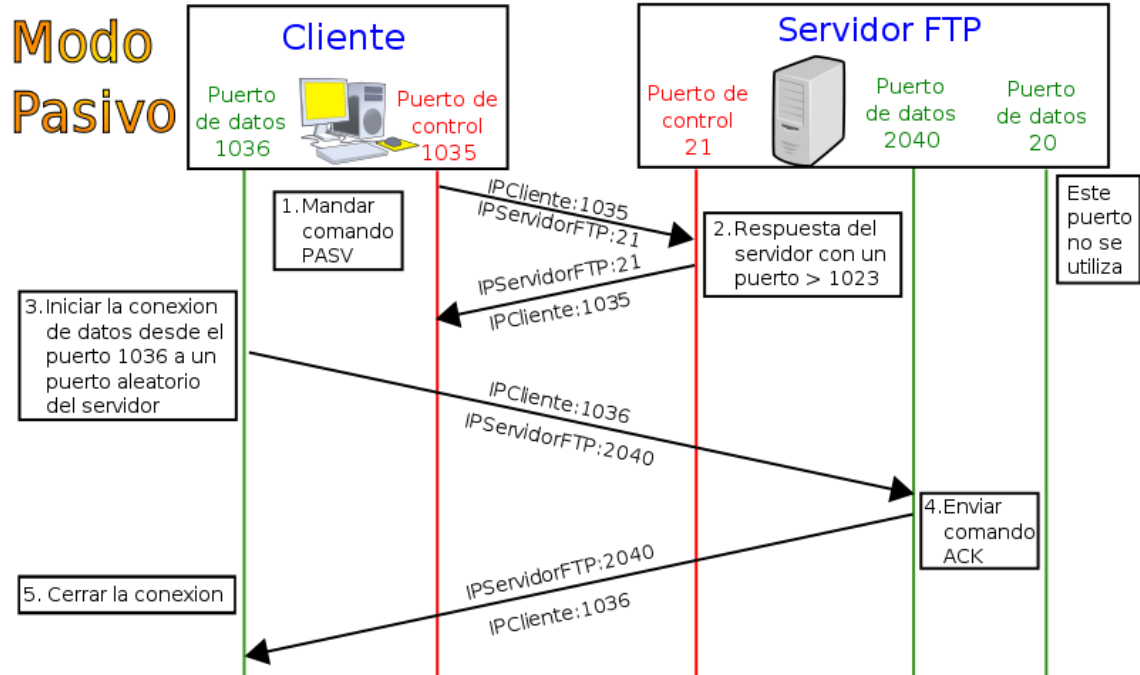 Modo
Pasivo
Cliente
Puerto
de datos
1036
Puerto de
control
1035
Servidor FTP
Puerto de
control
21
Puerto
de datos
2040
Puerto
de datos
20
1. Mandar
comando
PASV
IPCliente:1035
IPServidorFTP:21
2. Respuesta del
servidor con un
puerto > 1023
Este
puerto
no se
utiliza
IPServidorFTP:21
IPCliente:1035
3. Iniciar la conexion
de datos desde el
puerto 1036 a un
puerto aleatorio
del servidor
IPCliente:1036
IPServidorFTP:2040
4. Enviar
comando
ACK
IPServidorFTP:2040
IPCliente:1036
5. Cerrar la conexion